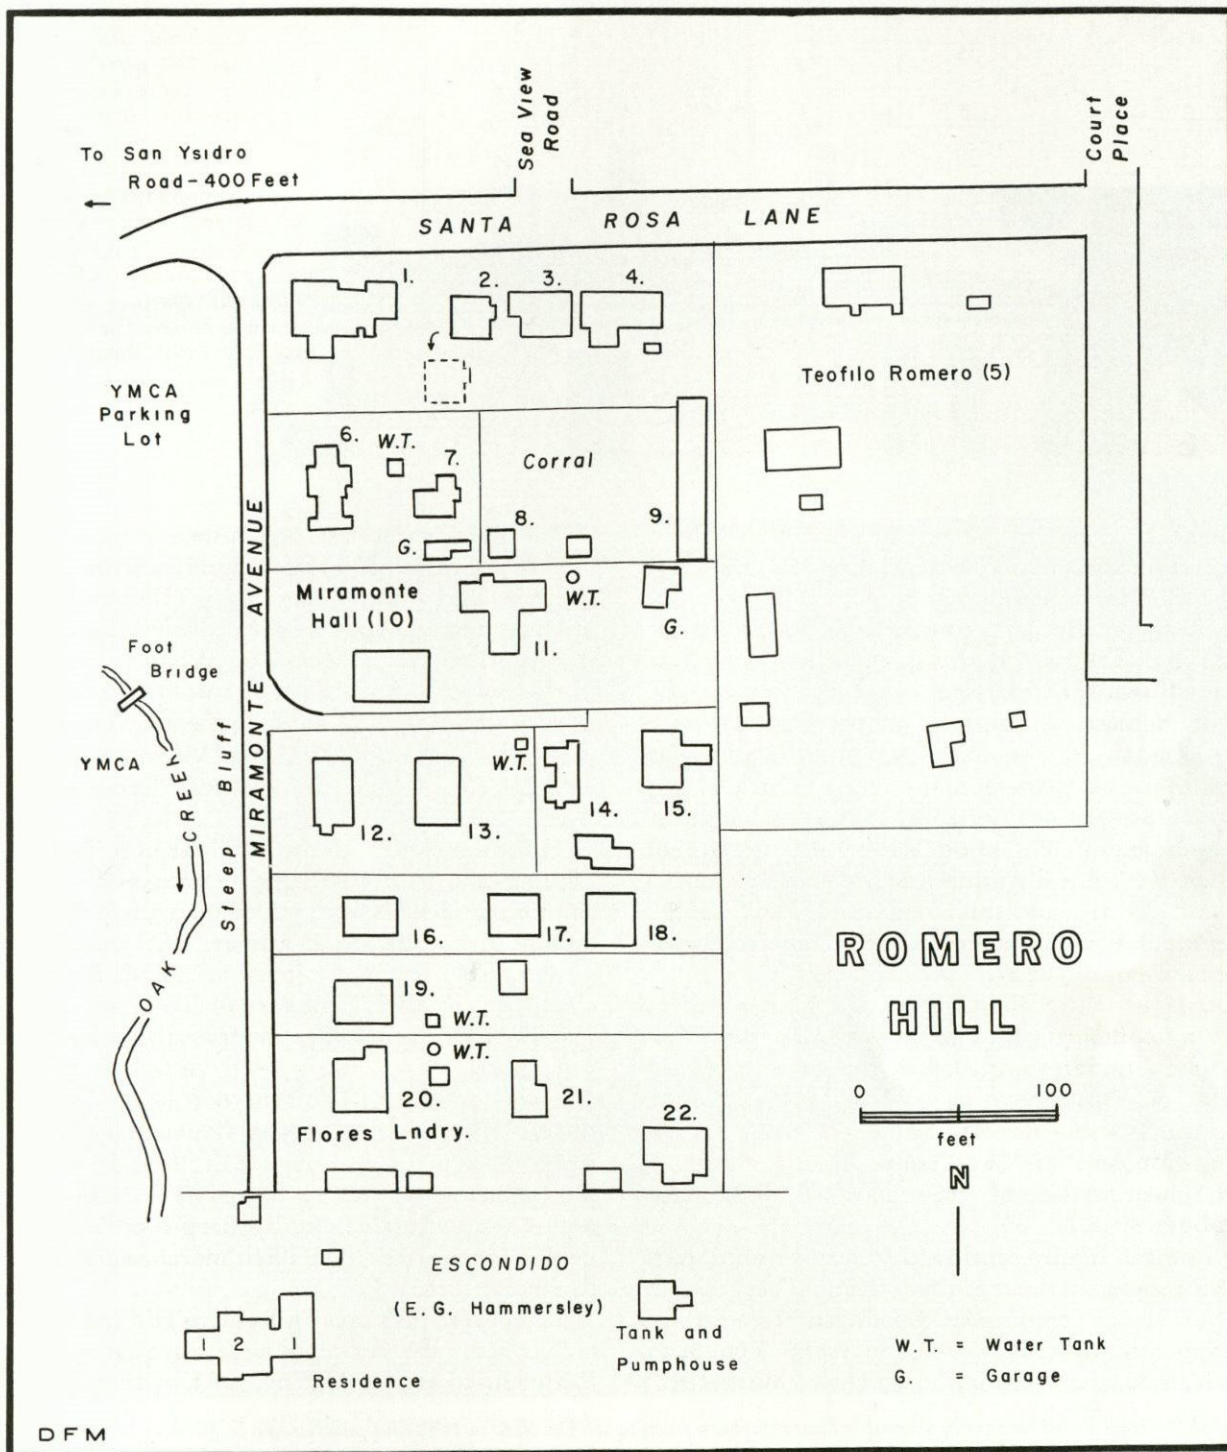 Sea View
Road
Court
Place
To San Ysidro
Road-400 Feet
SANTA ROSA LANE
1.
2.
3.
4.
Teofilo Romero (5)
YMCA
Parking
Lot
6.
W.T.
7.
Corral
8.
9.
G.
MIRAMONTE AVENUE
Miramonte
Hall (10)
W.T.
G.
11.
Foot
Bridge
YMCA
Steep Bluff
OAK CREEK
W.T.
12.
13.
14.
15.
16.
17.
18.
19.
W.T.
W.T.
20.
21.
22.
Flores Lndry.
ROMERO
HILL
0 100
feet
N
ESCONDIDO
(E. G. Hammersley)
1 2 1
Residence
Tank and
Pumphouse
W.T. = Water Tank
G. = Garage
DFM